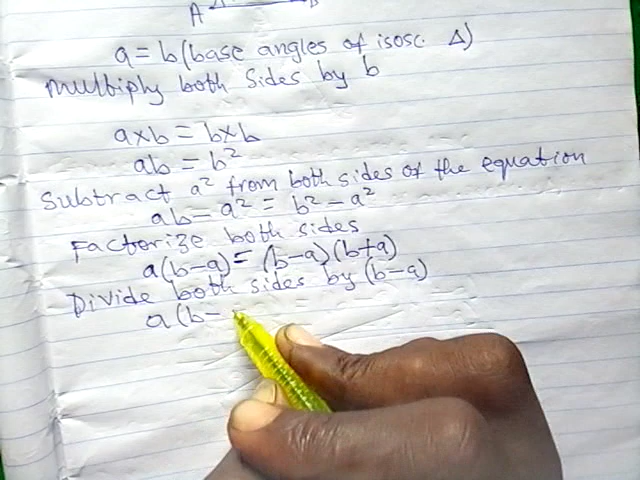 A
a = b (base angles of isosc. Δ)
multiply both sides by b
a×b = b×b
ab = b²
Subtract a² from both sides of the equation
ab - a² = b² - a²
Factorize both sides
a(b-a) = (b-a)(b+a)
Divide both sides by (b-a)
a(b-